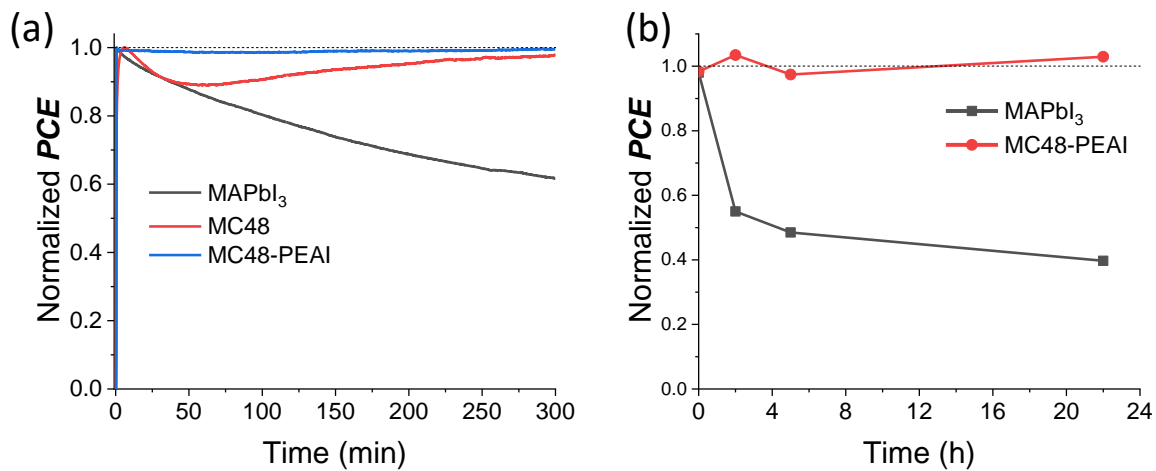 (a)
Normalized PCE
1.0
0.8
0.6
0.4
0.2
0.0
MAPbI₃
MC48
MC48-PEAI
0 50 100 150 200 250 300
Time (min)
(b)
Normalized PCE
1.0
0.8
0.6
0.4
0.2
0.0
MAPbI₃
MC48-PEAI
0 4 8 12 16 20 24
Time (h)